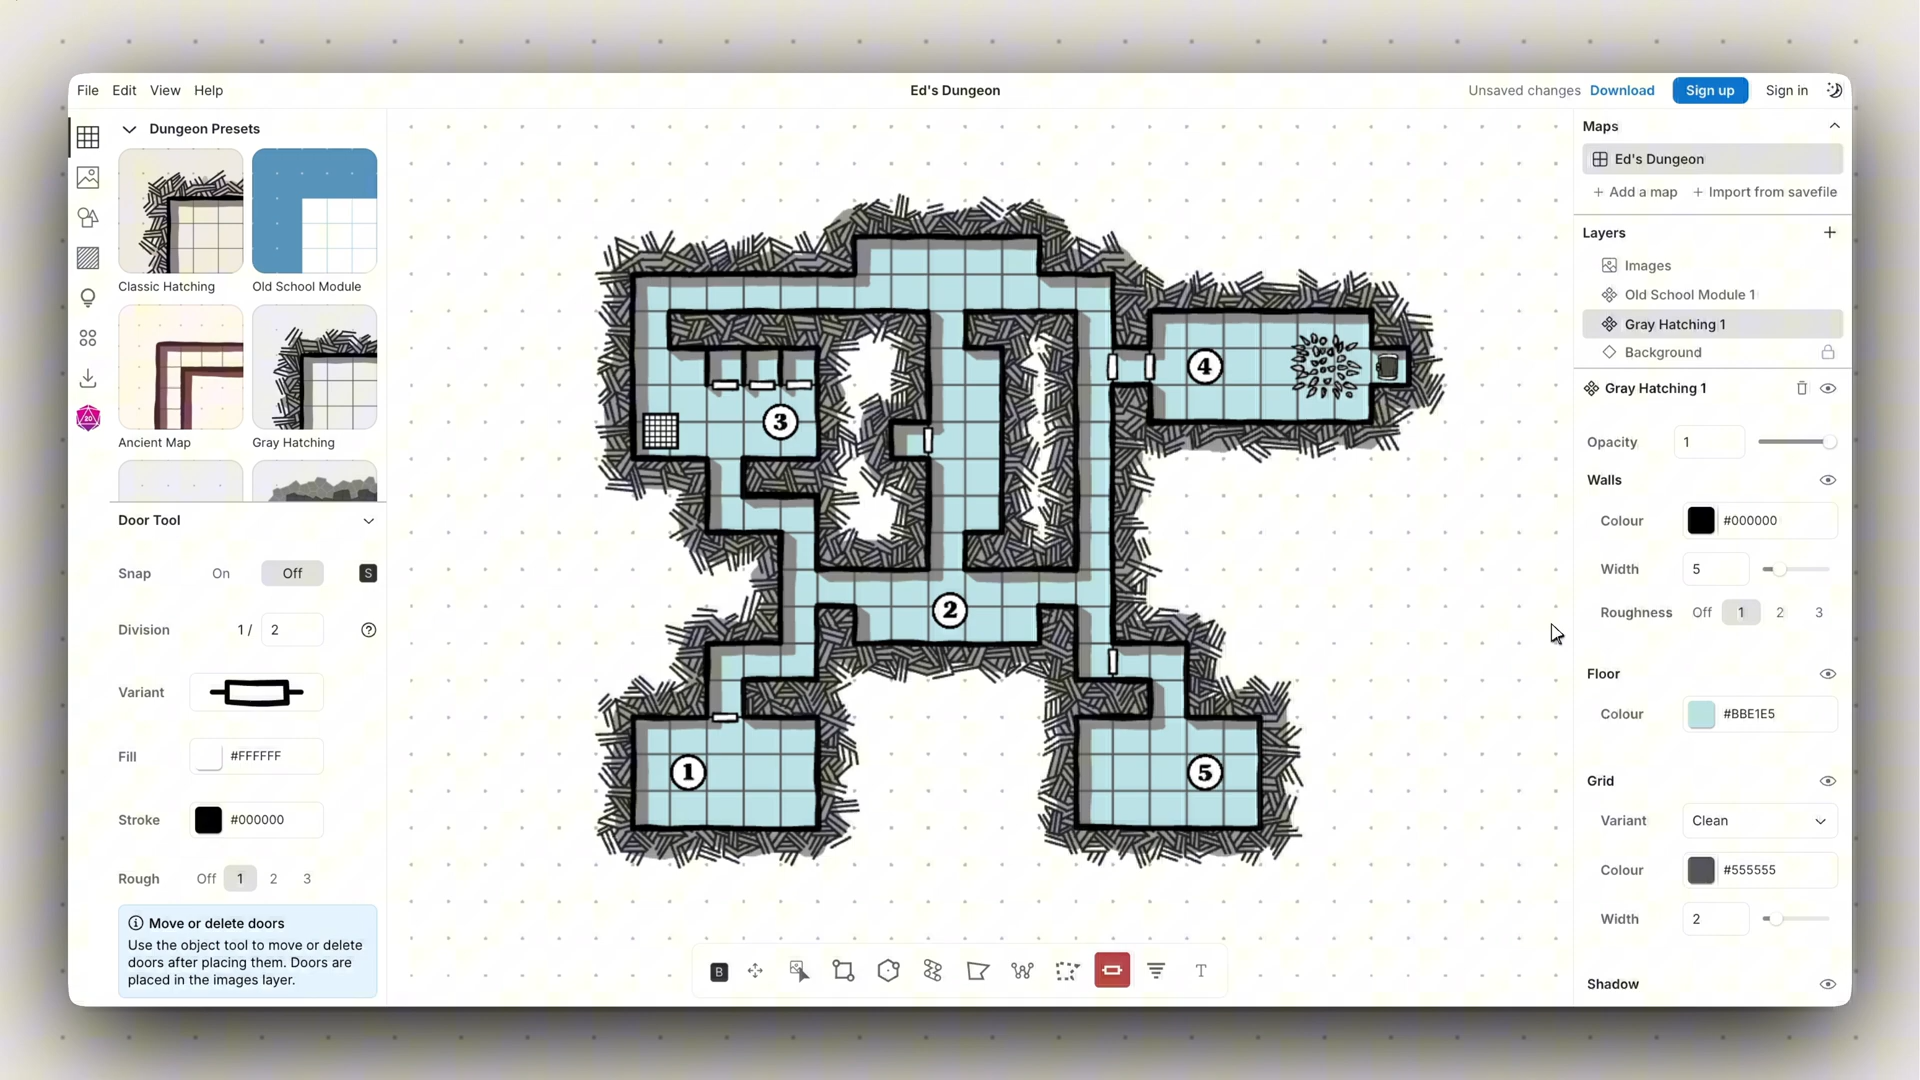 File Edit View Help
Ed's Dungeon
Unsaved changes Download Sign up Sign in
Dungeon Presets
Classic Hatching
Old School Module
Ancient Map
Gray Hatching
20
Door Tool
Snap On Off S
Division 1 / 2
Variant
Fill #FFFFFF
Stroke #000000
Rough Off 1 2 3
Move or delete doors
Use the object tool to move or delete
doors after placing them. Doors are
placed in the images layer.
4
3
2
1
5
B
T
Maps
Ed's Dungeon
+ Add a map + Import from savefile
Layers
Images
Old School Module 1
Gray Hatching 1
Background
Gray Hatching 1
Opacity 1
Walls
Colour #000000
Width 5
Roughness Off 1 2 3
Floor
Colour #BBE1E5
Grid
Variant Clean
Colour #555555
Width 2
Shadow